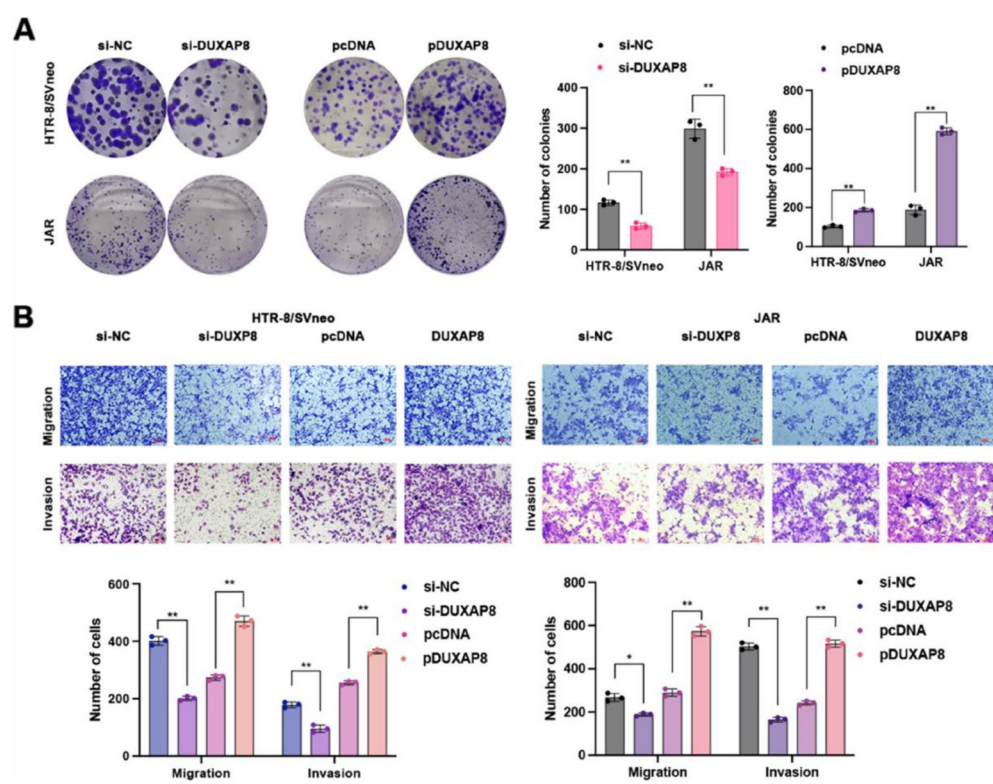 A
si-NC si-DUXAP8 pcDNA pDUXAP8
HTR-8/SVneo
JAR
si-NC
si-DUXAP8
Number of colonies
400
300
200
100
0
** **
HTR-8/SVneo JAR
pcDNA
pDUXAP8
Number of colonies
800
600
400
200
0
** **
HTR-8/SVneo JAR
B
HTR-8/SVneo
si-NC si-DUXP8 pcDNA DUXAP8
Migration
Invasion
JAR
si-NC si-DUXP8 pcDNA DUXAP8
Migration
Invasion
Number of cells
600
400
200
0
** ** ** **
Migration Invasion
si-NC
si-DUXAP8
pcDNA
pDUXAP8
Number of cells
800
600
400
200
0
* ** ** **
Migration Invasion
si-NC
si-DUXAP8
pcDNA
pDUXAP8